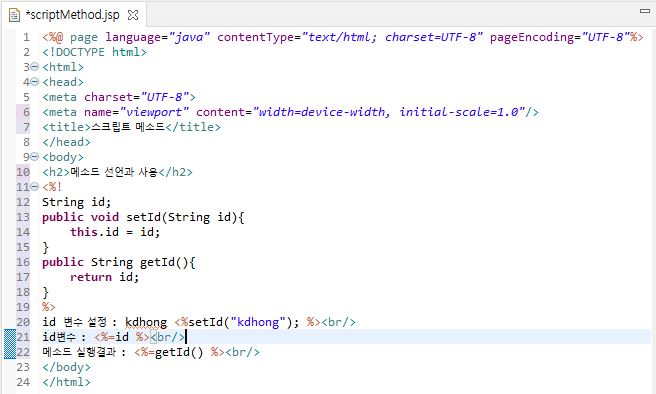 *scriptMethod.jsp
1 <%@ page language="java" contentType="text/html; charset=UTF-8" pageEncoding="UTF-8"%>
2 <!DOCTYPE html>
3 <html>
4 <head>
5 <meta charset="UTF-8">
6 <meta name="viewport" content="width=device-width, initial-scale=1.0"/>
7 <title>스크립트 메소드</title>
8 </head>
9 <body>
10 <h2>메소드 선언과 사용</h2>
11 <%!
12 String id;
13 public void setId(String id){
14     this.id = id;
15 }
16 public String getId(){
17     return id;
18 }
19 %>
20 id 변수 설정 : kdhong <%setId("kdhong"); %><br/>
21 id변수 : <%=id %><br/>
22 메소드 실행결과 : <%=getId() %><br/>
23 </body>
24 </html>